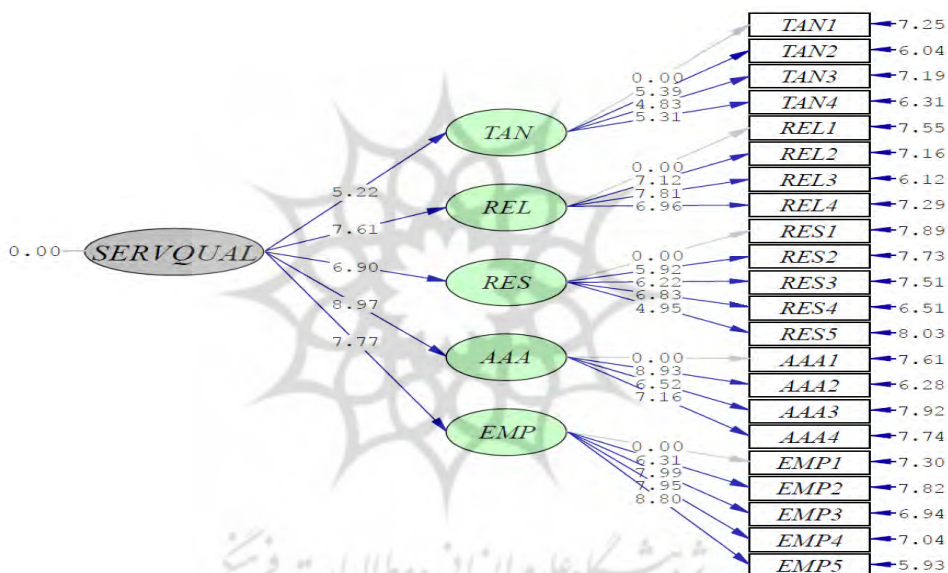 TAN1 7.25
TAN2 6.04
0.00 TAN3 7.19
5.39
4.83 TAN4 6.31
5.31
TAN REL1 7.55
REL2 7.16
0.00
7.12 REL3 6.12
5.22 7.81
REL 6.96 REL4 7.29
7.61 RES1 7.89
0.00 SERVQUAL 0.00 RES2 7.73
5.92
6.90 6.22 RES3 7.51
RES 6.83
4.95 RES4 6.51
8.97 RES5 8.03
7.77 AAA 0.00 AAA1 7.61
8.93
6.52 AAA2 6.28
7.16
AAA3 7.92
EMP AAA4 7.74
0.00 EMP1 7.30
6.31
7.99 EMP2 7.82
7.95
8.80 EMP3 6.94
EMP4 7.04
EMP5 5.93